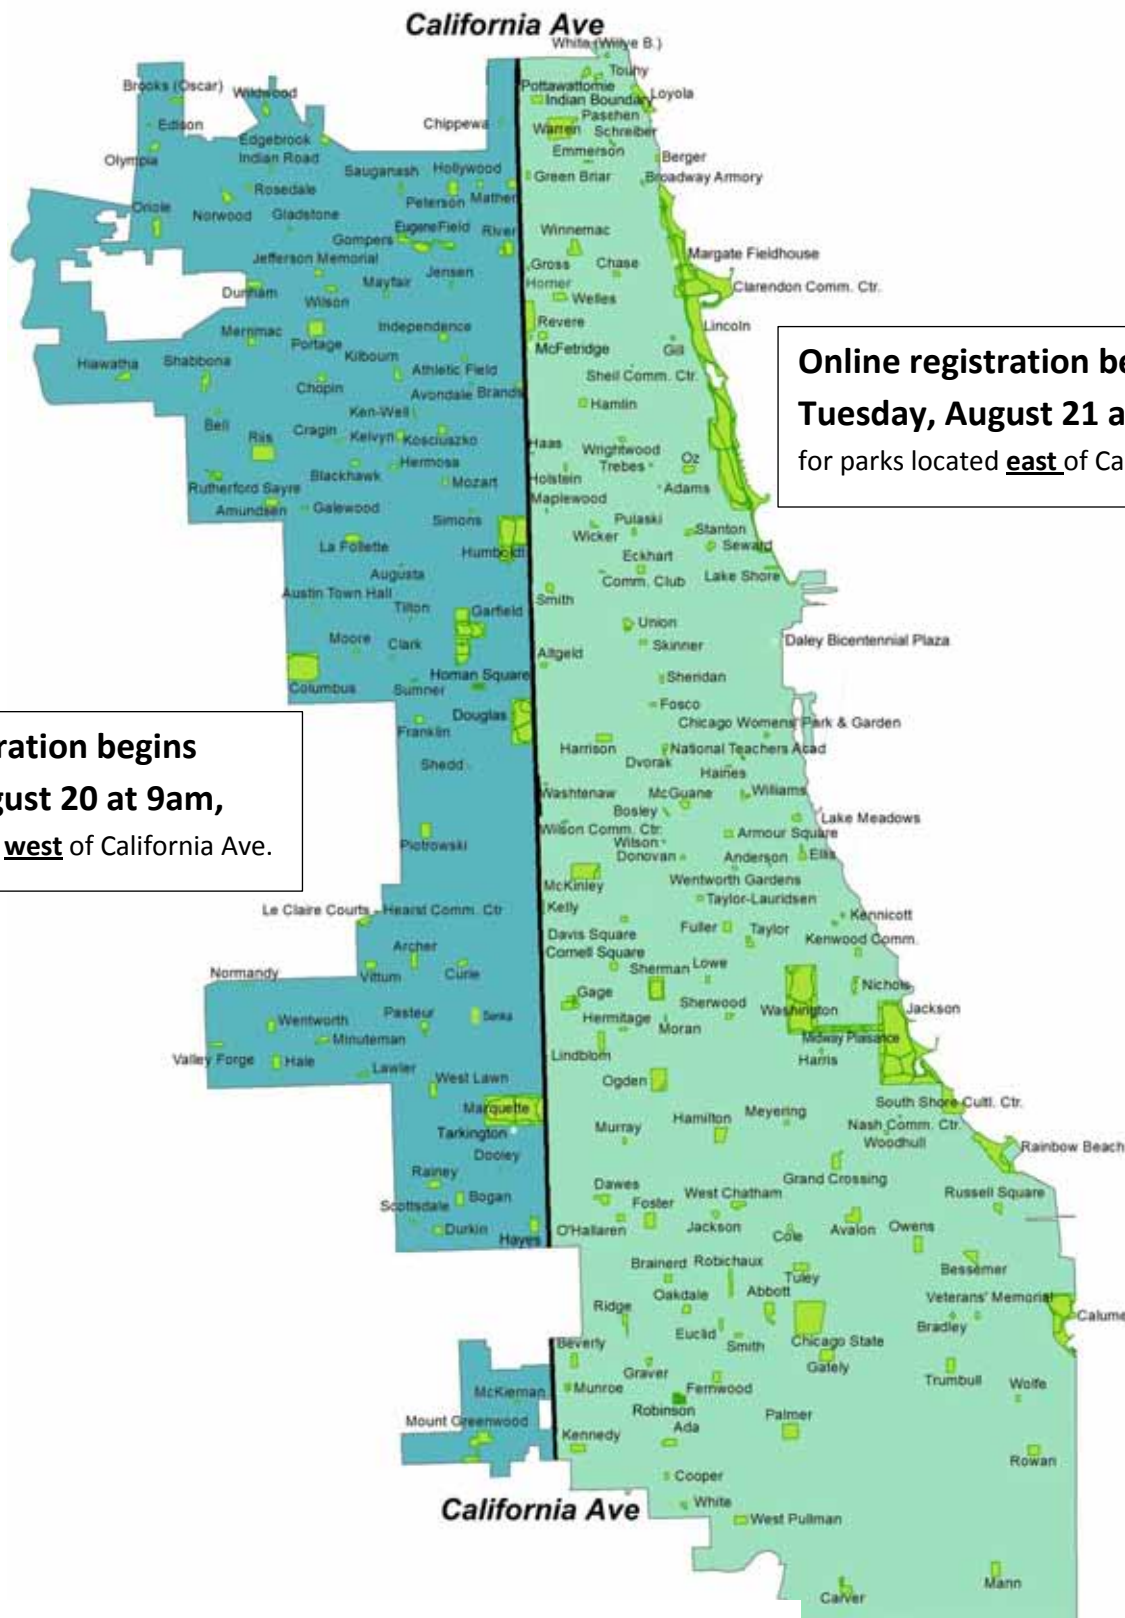 California Ave
White (Willye B.)
Touhy
Brooks (Oscar)
Wildwood
Pottawattomie
Loyola
Indian Boundary
Paschen
Chippewa
Edison
Warren
Schreiber
Edgebrook
Emmerson
Olympia
Indian Road
Berger
Sauganash
Hollywood
Green Briar
Broadway Armory
Rosedale
Peterson
Mather
Oriole
Norwood
Gladstone
Eugene Field
River
Winnemac
Gompers
Margate Fieldhouse
Jefferson Memorial
Gross
Chase
Jensen
Mayfair
Horner
Clarendon Comm. Ctr.
Dunham
Wilson
Welles
Merrimac
Independence
Revere
Lincoln
Portage
Kilbourn
McFetridge
Gill
Hiawatha
Shabbona
Athletic Field
Sheil Comm. Ctr.
Chopin
Avondale
Brands
Hamlin
Ken-Well
Bell
Riis
Cragin
Kelvyn
Kosciuszko
Haas
Wrightwood
Hermosa
Trebes
Oz
Blackhawk
Holstein
Rutherford Sayre
Mozart
Adams
Maplewood
Amundsen
Galewood
Simons
Pulaski
Wicker
Stanton
La Follette
Humboldt
Seward
Eckhart
Augusta
Comm. Club
Lake Shore
Austin Town Hall
Smith
Tilton
Garfield
Union
Moore
Clark
Skinner
Daley Bicentennial Plaza
Altgeld
Homan Square
Sheridan
Columbus
Sumner
Fosco
Douglas
Chicago Womens' Park & Garden
Franklin
Harrison
National Teachers Acad
Shedd
Dvorak
Haines
Washtenaw
McGuane
Williams
Bosley
Lake Meadows
Wilson Comm. Ctr.
Armour Square
Wilson
Piotrowski
Donovan
Anderson
Ellis
McKinley
Wentworth Gardens
Taylor-Lauridsen
Le Claire Courts - Hearst Comm. Ctr
Kelly
Kennicott
Davis Square
Fuller
Taylor
Kenwood Comm.
Archer
Cornell Square
Normandy
Vittum
Curie
Sherman
Lowe
Nichols
Gage
Sherwood
Washington
Jackson
Wentworth
Pasteur
Senka
Hermitage
Moran
Minuteman
Midway Plaisance
Valley Forge
Hale
Lindblom
Harris
Lawler
West Lawn
Ogden
Marquette
South Shore Cultl. Ctr.
Hamilton
Meyering
Murray
Nash Comm. Ctr.
Tarkington
Woodhull
Rainbow Beach
Dooley
Rainey
Grand Crossing
Dawes
West Chatham
Russell Square
Bogan
Scottsdale
Foster
Durkin
O'Hallaren
Jackson
Avalon
Owens
Hayes
Cole
Brainerd
Robichaux
Bessemer
Tuley
Oakdale
Abbott
Veterans' Memorial
Ridge
Calume
Euclid
Bradley
Beverly
Smith
Chicago State
Gately
Graver
Trumbull
Wolfe
McKiernan
Munroe
Fernwood
Robinson
Palmer
Mount Greenwood
Ada
Kennedy
Rowan
Cooper
California Ave
White
West Pullman
Mann
Carver
Online registration be
Tuesday, August 21 a
for parks located east of Ca
ration begins
gust 20 at 9am,
west of California Ave.